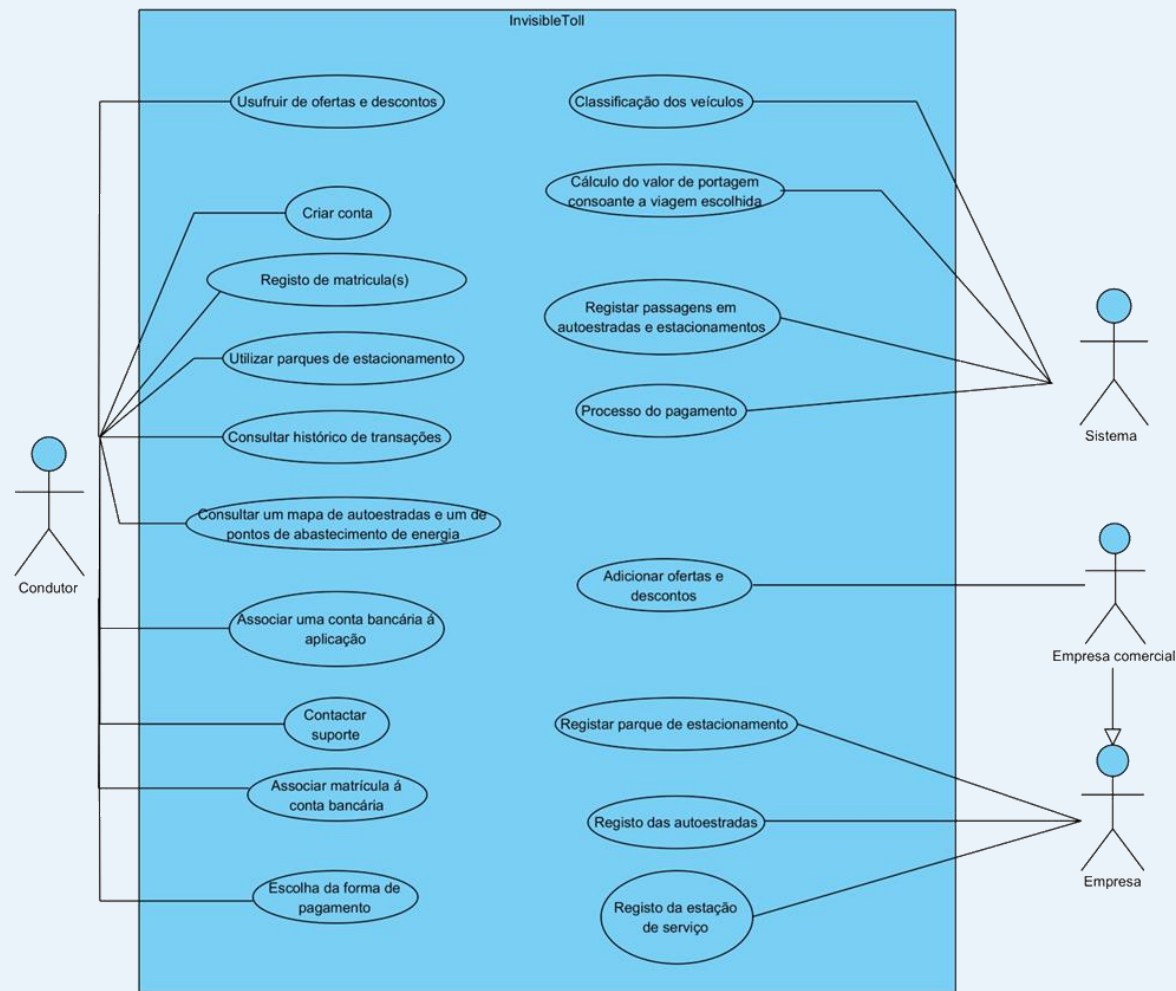 InvisibleToll
Usufruir de ofertas e descontos
Criar conta
Registo de matricula(s)
Utilizar parques de estacionamento
Consultar histórico de transações
Consultar um mapa de autoestradas e um de
pontos de abastecimento de energia
Associar uma conta bancária á
aplicação
Contactar
suporte
Associar matrícula á
conta bancária
Escolha da forma de
pagamento
Condutor
Classificação dos veículos
Cálculo do valor de portagem
consoante a viagem escolhida
Registar passagens em
autoestradas e estacionamentos
Processo do pagamento
Adicionar ofertas e
descontos
Registar parque de estacionamento
Registo das autoestradas
Registo da estação
de serviço
Sistema
Empresa comercial
Empresa